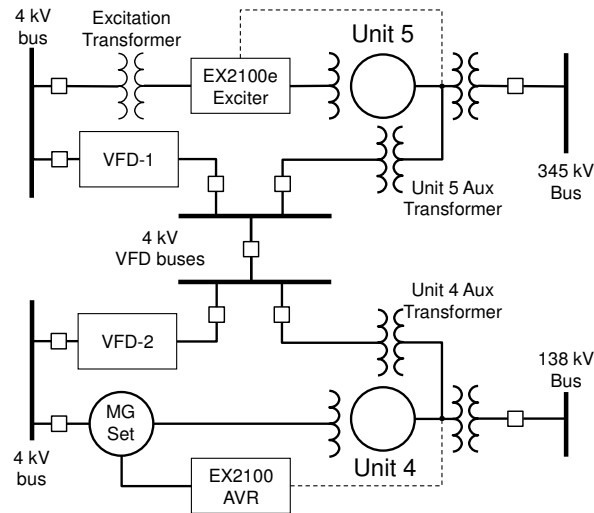 4 kV
bus
Excitation
Transformer
EX2100e
Exciter
Unit 5
345 kV
Bus
VFD-1
Unit 5 Aux
Transformer
4 kV
VFD buses
Unit 4 Aux
Transformer
VFD-2
138 kV
Bus
MG
Set
4 kV
bus
EX2100
AVR
Unit 4